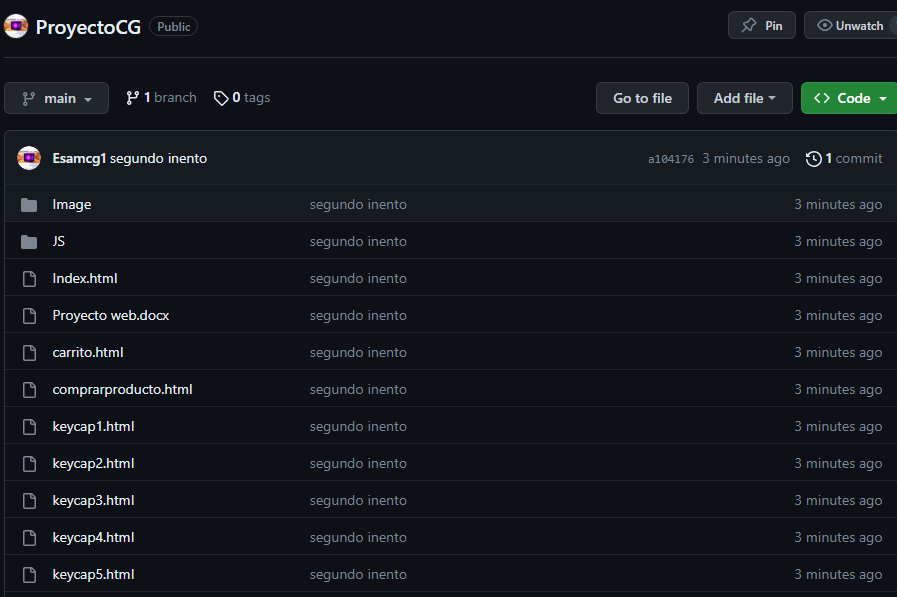 ProyectoCG Public Pin Unwatch
main 1 branch 0 tags Go to file Add file Code
Esamcg1 segundo inento a104176 3 minutes ago 1 commit
Image segundo inento 3 minutes ago
JS segundo inento 3 minutes ago
Index.html segundo inento 3 minutes ago
Proyecto web.docx segundo inento 3 minutes ago
carrito.html segundo inento 3 minutes ago
comprarproducto.html segundo inento 3 minutes ago
keycap1.html segundo inento 3 minutes ago
keycap2.html segundo inento 3 minutes ago
keycap3.html segundo inento 3 minutes ago
keycap4.html segundo inento 3 minutes ago
keycap5.html segundo inento 3 minutes ago